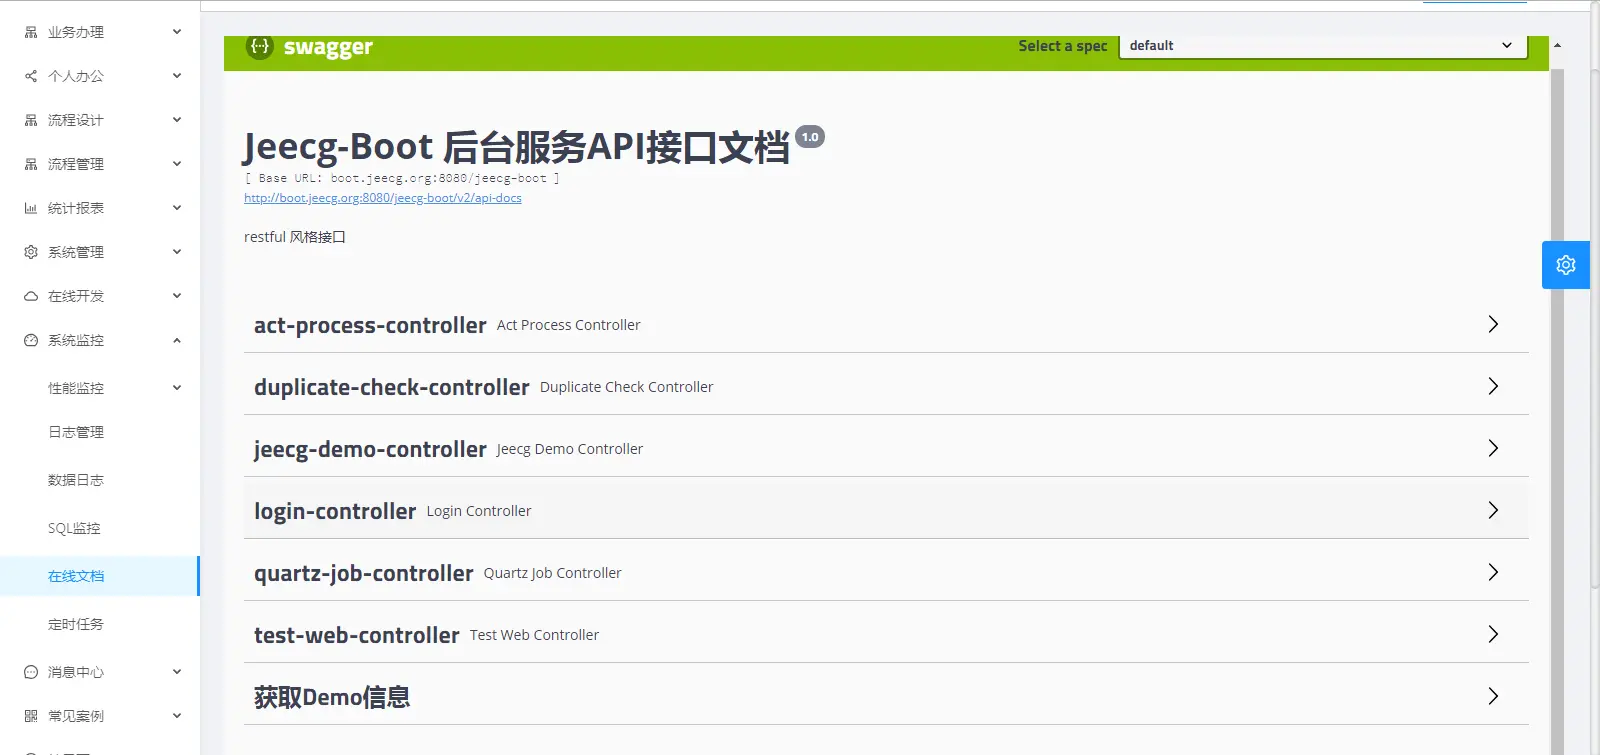 业务办理
个人办公
流程设计
流程管理
统计报表
系统管理
在线开发
系统监控
性能监控
日志管理
数据日志
SQL监控
在线文档
定时任务
消息中心
常见案例
swagger
Select a spec default
Jeecg-Boot 后台服务API接口文档 1.0
[ Base URL: boot.jeecg.org:8080/jeecg-boot ]
http://boot.jeecg.org:8080/jeecg-boot/v2/api-docs
restful 风格接口
act-process-controller Act Process Controller
duplicate-check-controller Duplicate Check Controller
jeecg-demo-controller Jeecg Demo Controller
login-controller Login Controller
quartz-job-controller Quartz Job Controller
test-web-controller Test Web Controller
获取Demo信息